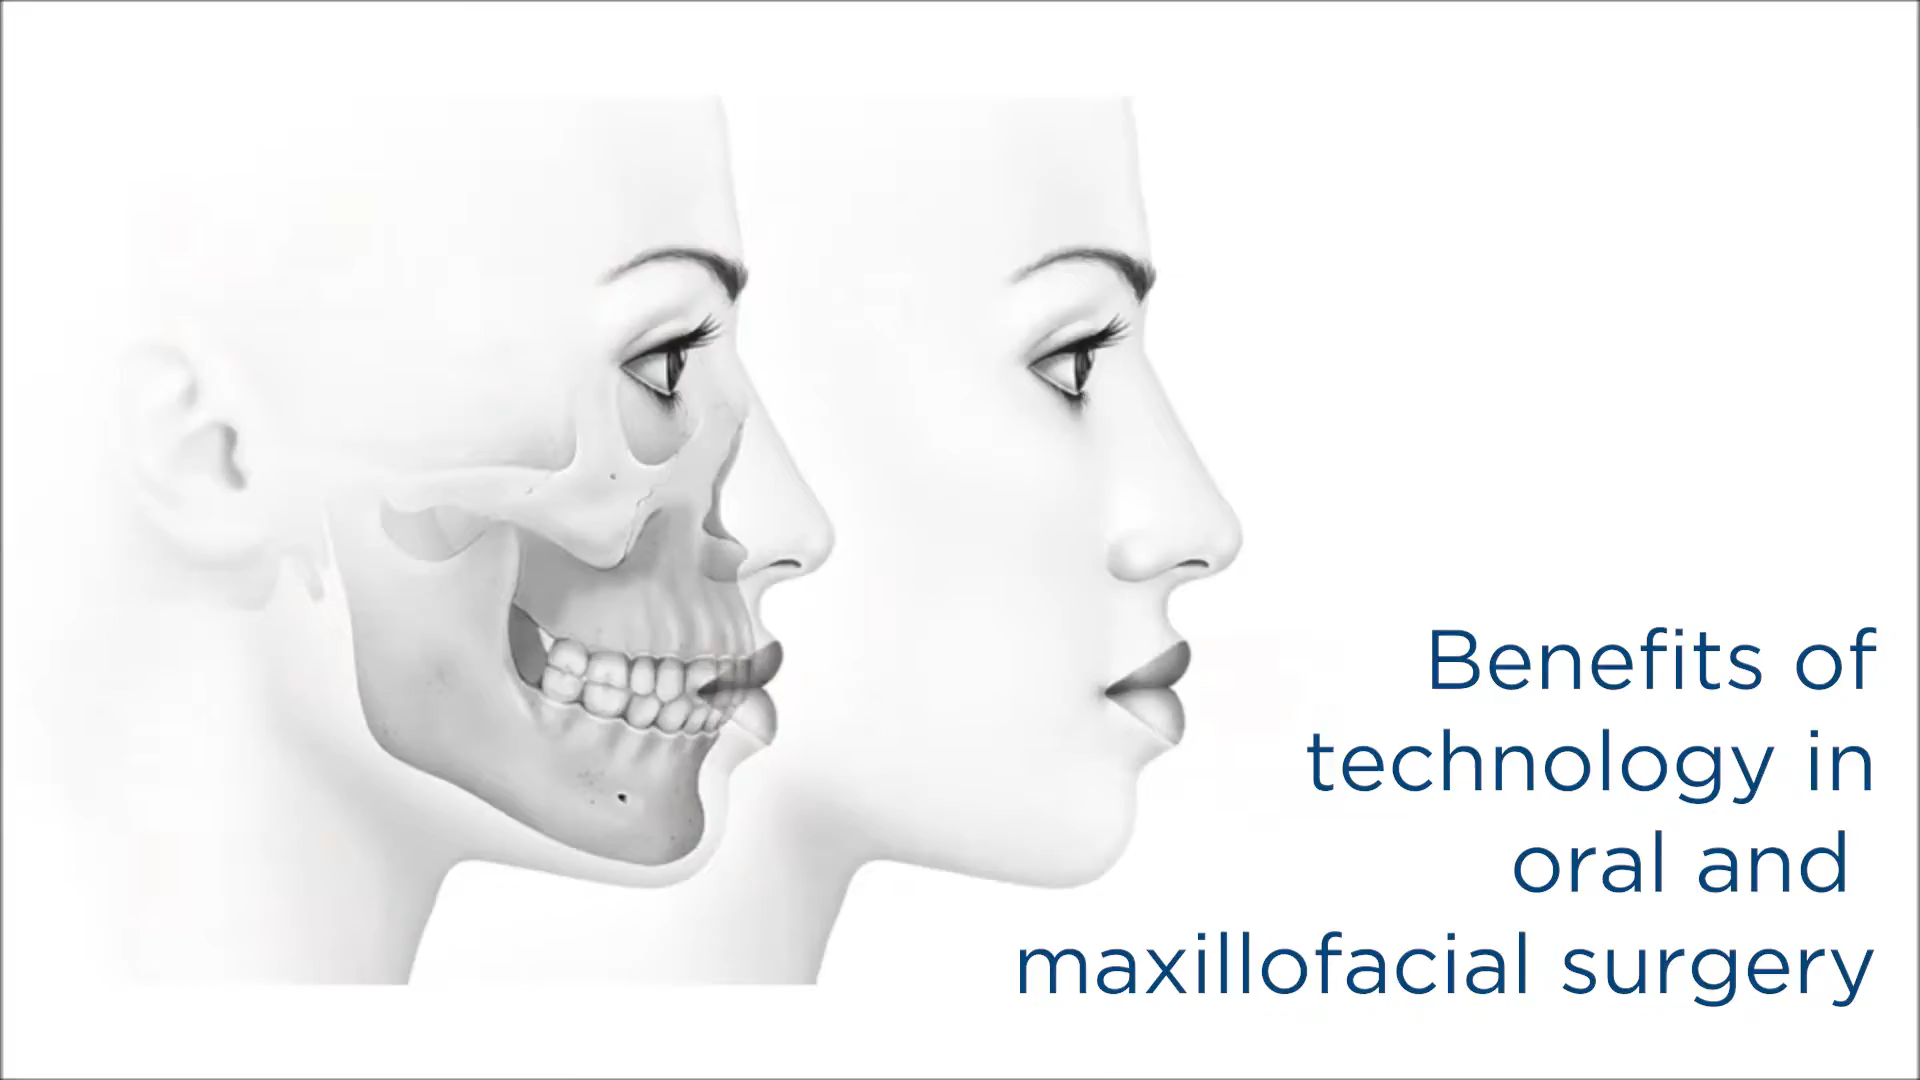 Benefits of
technology in
oral and
maxillofacial surgery